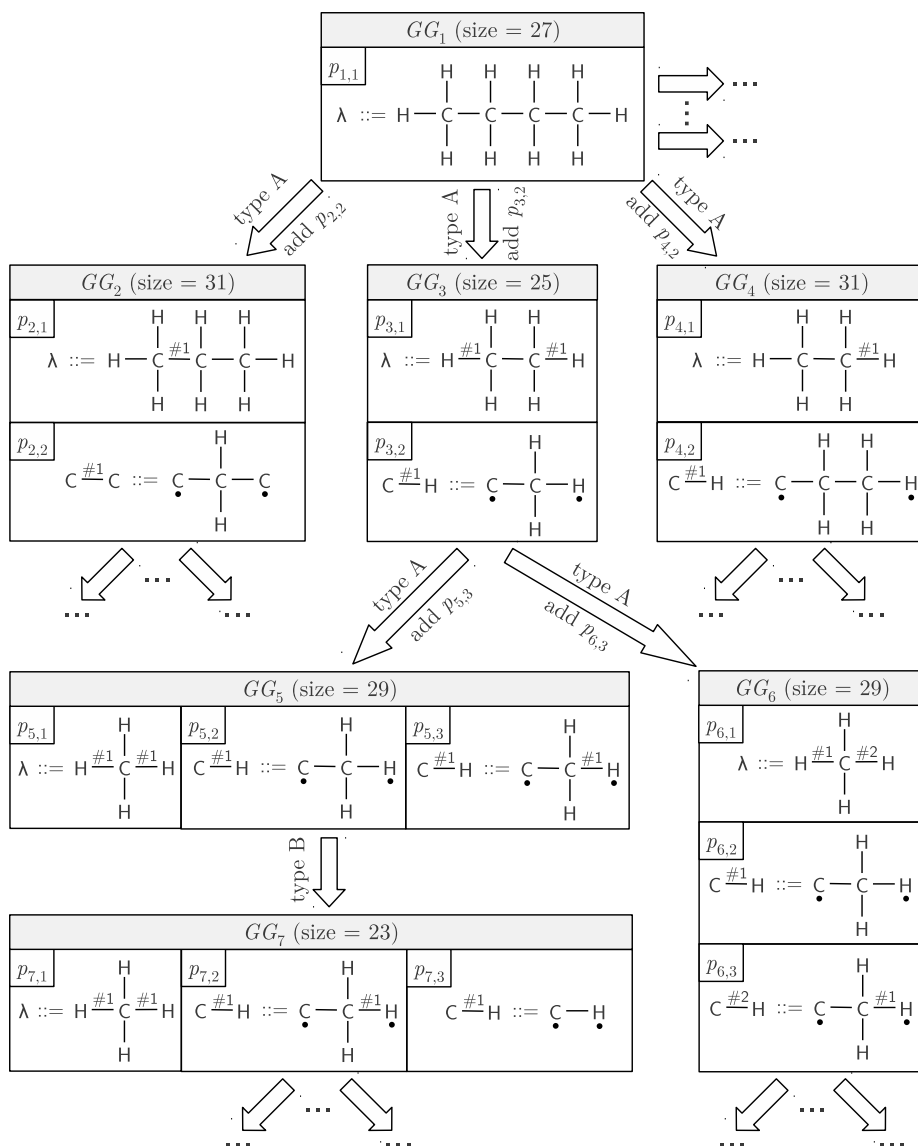 GG1 (size = 27)
p1,1
H H H H
λ ::= H C C C C H
H H H H
...
⋮
...
type A
add p2,2
type A
add p3,2
type A
add p4,2
GG2 (size = 31)
p2,1
H H H
λ ::= H C #1 C C H
H H H
p2,2
H
C #1 C ::= C C C
H
... ... ...
GG3 (size = 25)
p3,1
H H
λ ::= H #1 C C #1 H
H H
p3,2
H
C #1 H ::= C C H
H
GG4 (size = 31)
p4,1
H H
λ ::= H C C #1 H
H H
p4,2
H H
C #1 H ::= C C C H
H H
... ... ...
type A
add p5,3
type A
add p6,3
GG5 (size = 29)
p5,1
H
λ ::= H #1 C #1 H
H
p5,2
H
C #1 H ::= C C H
H
p5,3
H
C #1 H ::= C C #1 H
H
type B
GG6 (size = 29)
p6,1
H
λ ::= H #1 C #2 H
H
p6,2
H
C #1 H ::= C C H
H
p6,3
H
C #2 H ::= C C #1 H
H
... ... ...
GG7 (size = 23)
p7,1
H
λ ::= H #1 C #1 H
H
p7,2
H
C #1 H ::= C C #1 H
H
p7,3
C #1 H ::= C H
... ... ...